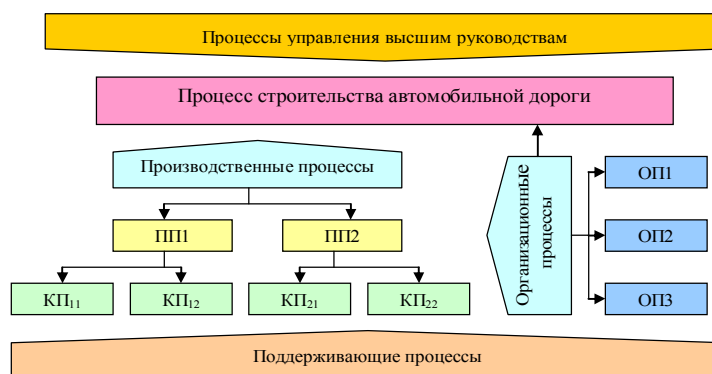 Процессы управления высшим руководствам
Процесс строительства автомобильной дороги
Производственные процессы
Организационные
процессы
ОП1
ПП1
ПП2
ОП2
КП₁₁
КП₁₂
КП₂₁
КП₂₂
ОП3
Поддерживающие процессы